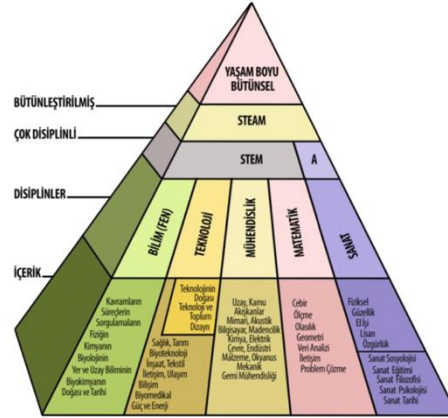 YAŞAM BOYU
BÜTÜNSEL
BÜTÜNLEŞTİRİLMİŞ
STEAM
ÇOK DİSİPLİNLİ
STEM
A
DİSİPLİNLER
BİLİM (FEN)
TEKNOLOJİ
MÜHENDİSLİK
MATEMATİK
SANAT
İÇERİK
Kavramların
Süreçlerin
Sorgulamaların
Fiziğin
Kimyanın
Biyolojinin
Yer ve Uzay Biliminin
Biyokimyanın
Doğası ve Tarihi
Teknolojinin
Doğası
Teknoloji ve
Toplum
Dizayn
Sağlık, Tarım
Biyoteknoloji
İnşaat, Tekstil
İletişim, Ulaşım
Bilişim
Biyomedikal
Güç ve Enerji
Uzay, Kamu
Akışkanlar
Mimari, Akustik
Bilgisayar, Madencilik
Kimya, Elektrik
Çevre, Endüstri
Malzeme, Okyanus
Mekanik
Gemi Mühendisliği
Cebir
Ölçme
Olasılık
Geometri
Veri Analizi
İletişim
Problem Çözme
Fiziksel
Güzellik
El İşi
Lisan
Özgürlük
Sanat Sosyolojisi
Sanat Eğitimi
Sanat Filozofisi
Sanat Psikolojisi
Sanat Tarihi